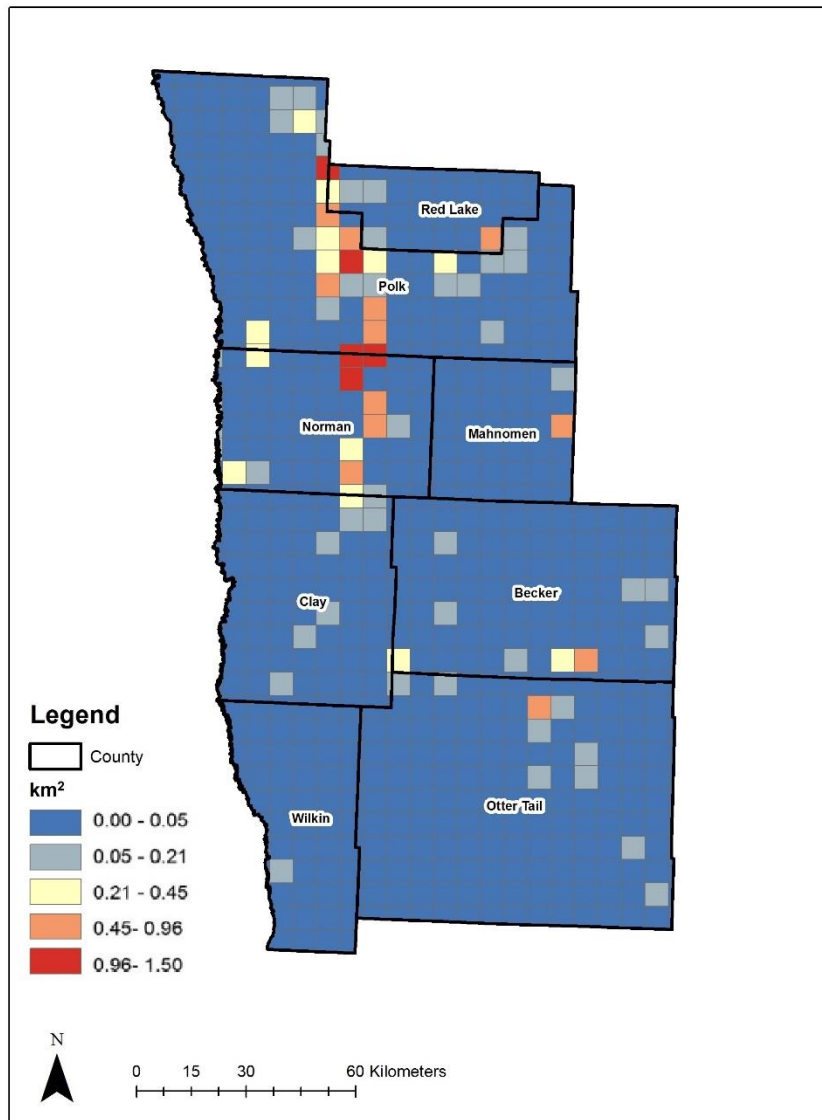 Red Lake
Polk
Norman
Mahnomen
Becker
Clay
Legend
County
km²
0.00 - 0.05
0.05 - 0.21
0.21 - 0.45
0.45- 0.96
0.96- 1.50
Wilkin
Otter Tail
N
0 15 30 60 Kilometers